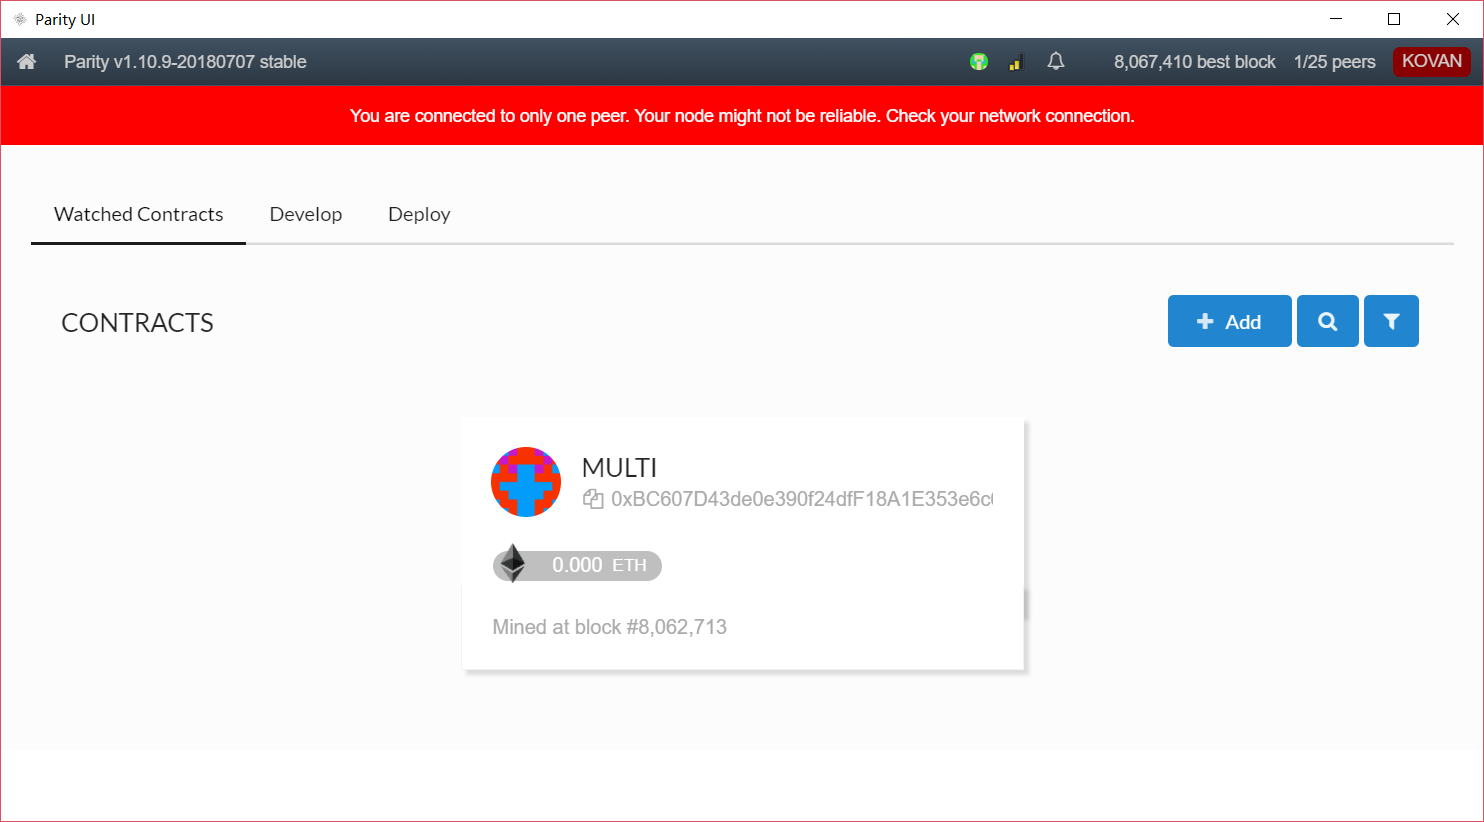 Parity UI
Parity v1.10.9-20180707 stable
8,067,410 best block
1/25 peers
KOVAN
You are connected to only one peer. Your node might not be reliable. Check your network connection.
Watched Contracts
Develop
Deploy
CONTRACTS
Add
MULTI
0xBC607D43de0e390f24dfF18A1E353e6c
0.000 ETH
Mined at block #8,062,713